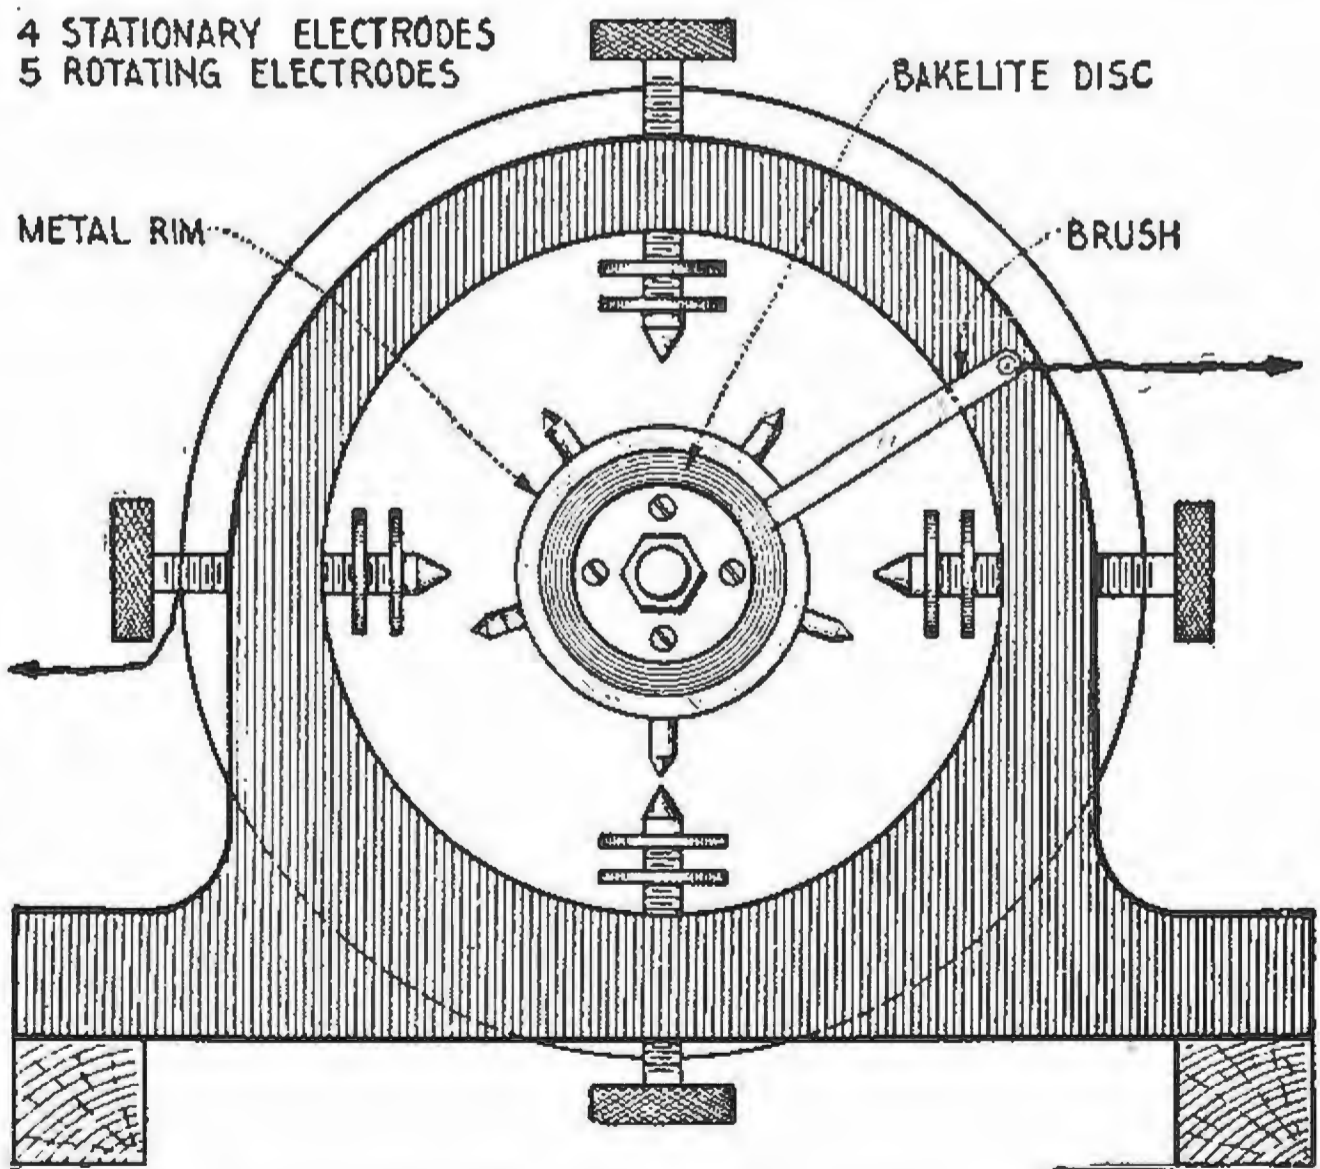 4 STATIONARY ELECTRODES
5 ROTATING ELECTRODES
BAKELITE DISC
METAL RIM
BRUSH